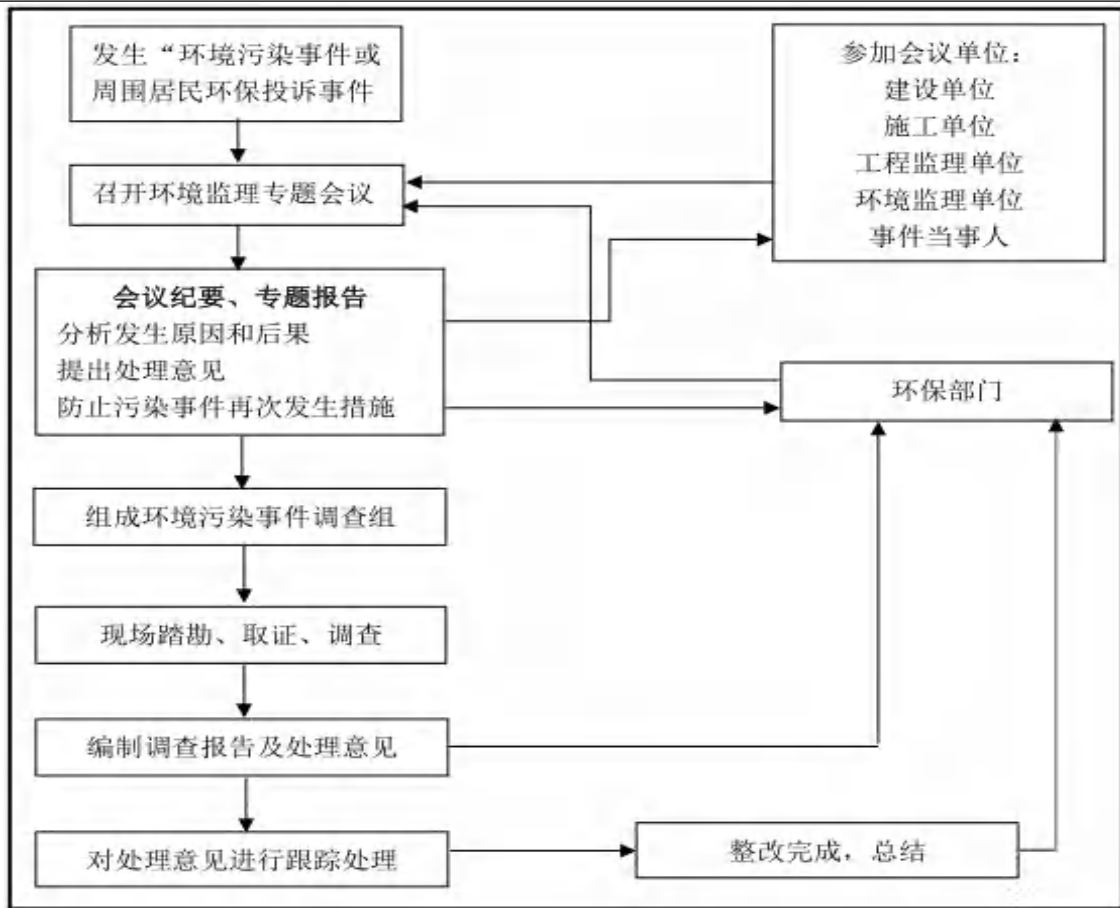 发生“环境污染事件或
周围居民环保投诉事件
召开环境监理专题会议
会议纪要、专题报告
分析发生原因和后果
提出处理意见
防止污染事件再次发生措施
组成环境污染事件调查组
现场踏勘、取证、调查
编制调查报告及处理意见
对处理意见进行跟踪处理
参加会议单位：
建设单位
施工单位
工程监理单位
环境监理单位
事件当事人
环保部门
整改完成，总结